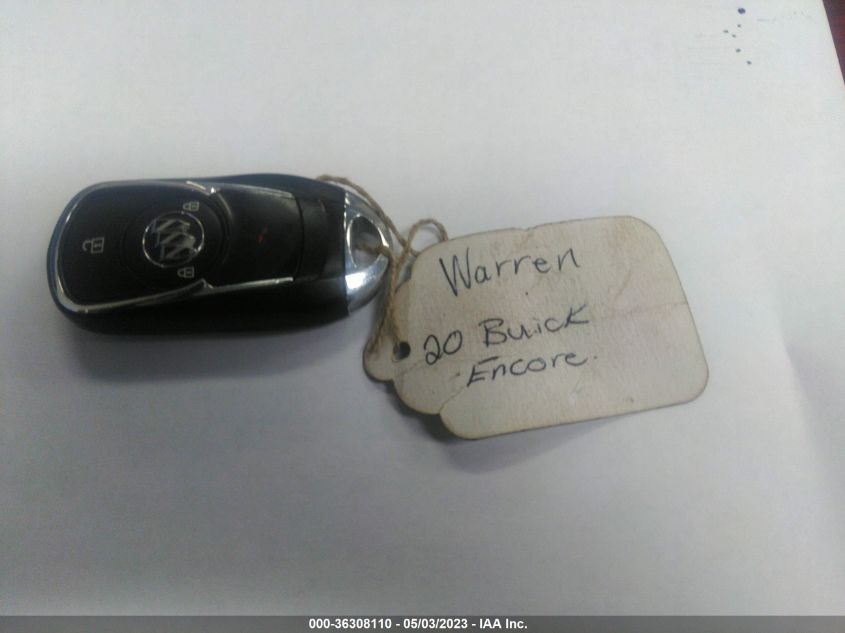 Warren
20 Buick
Encore.
000-36308110 - 05/03/2023 - IAA Inc.